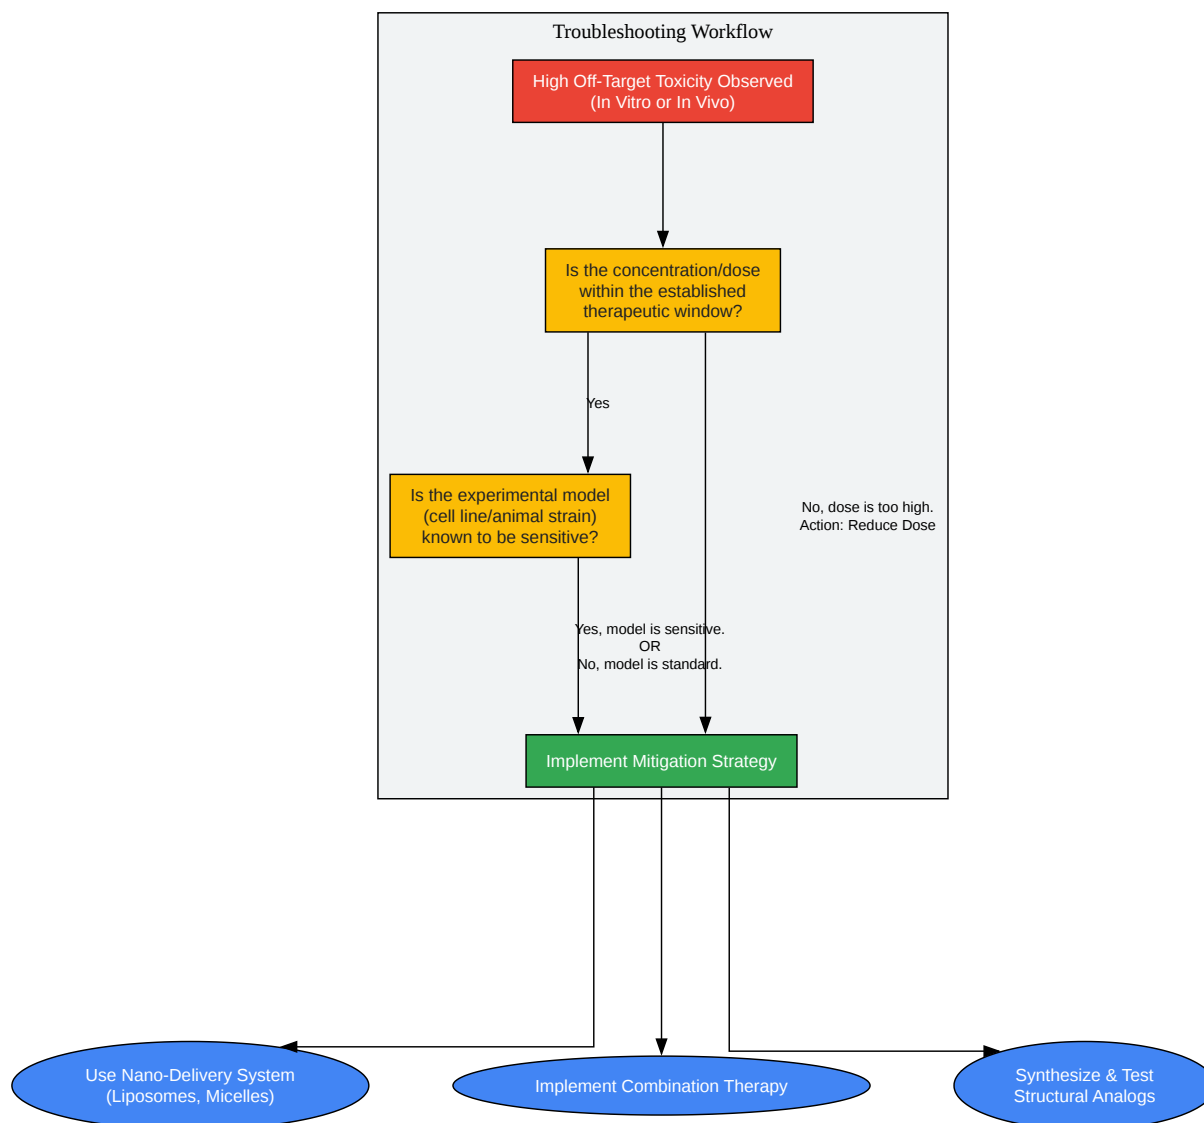 Troubleshooting Workflow
High Off-Target Toxicity Observed
(In Vitro or In Vivo)
Is the concentration/dose
within the established
therapeutic window?
Yes
Is the experimental model
(cell line/animal strain)
known to be sensitive?
No, dose is too high.
Action: Reduce Dose
Yes, model is sensitive.
OR
No, model is standard.
Implement Mitigation Strategy
Use Nano-Delivery System
(Liposomes, Micelles)
Implement Combination Therapy
Synthesize & Test
Structural Analogs